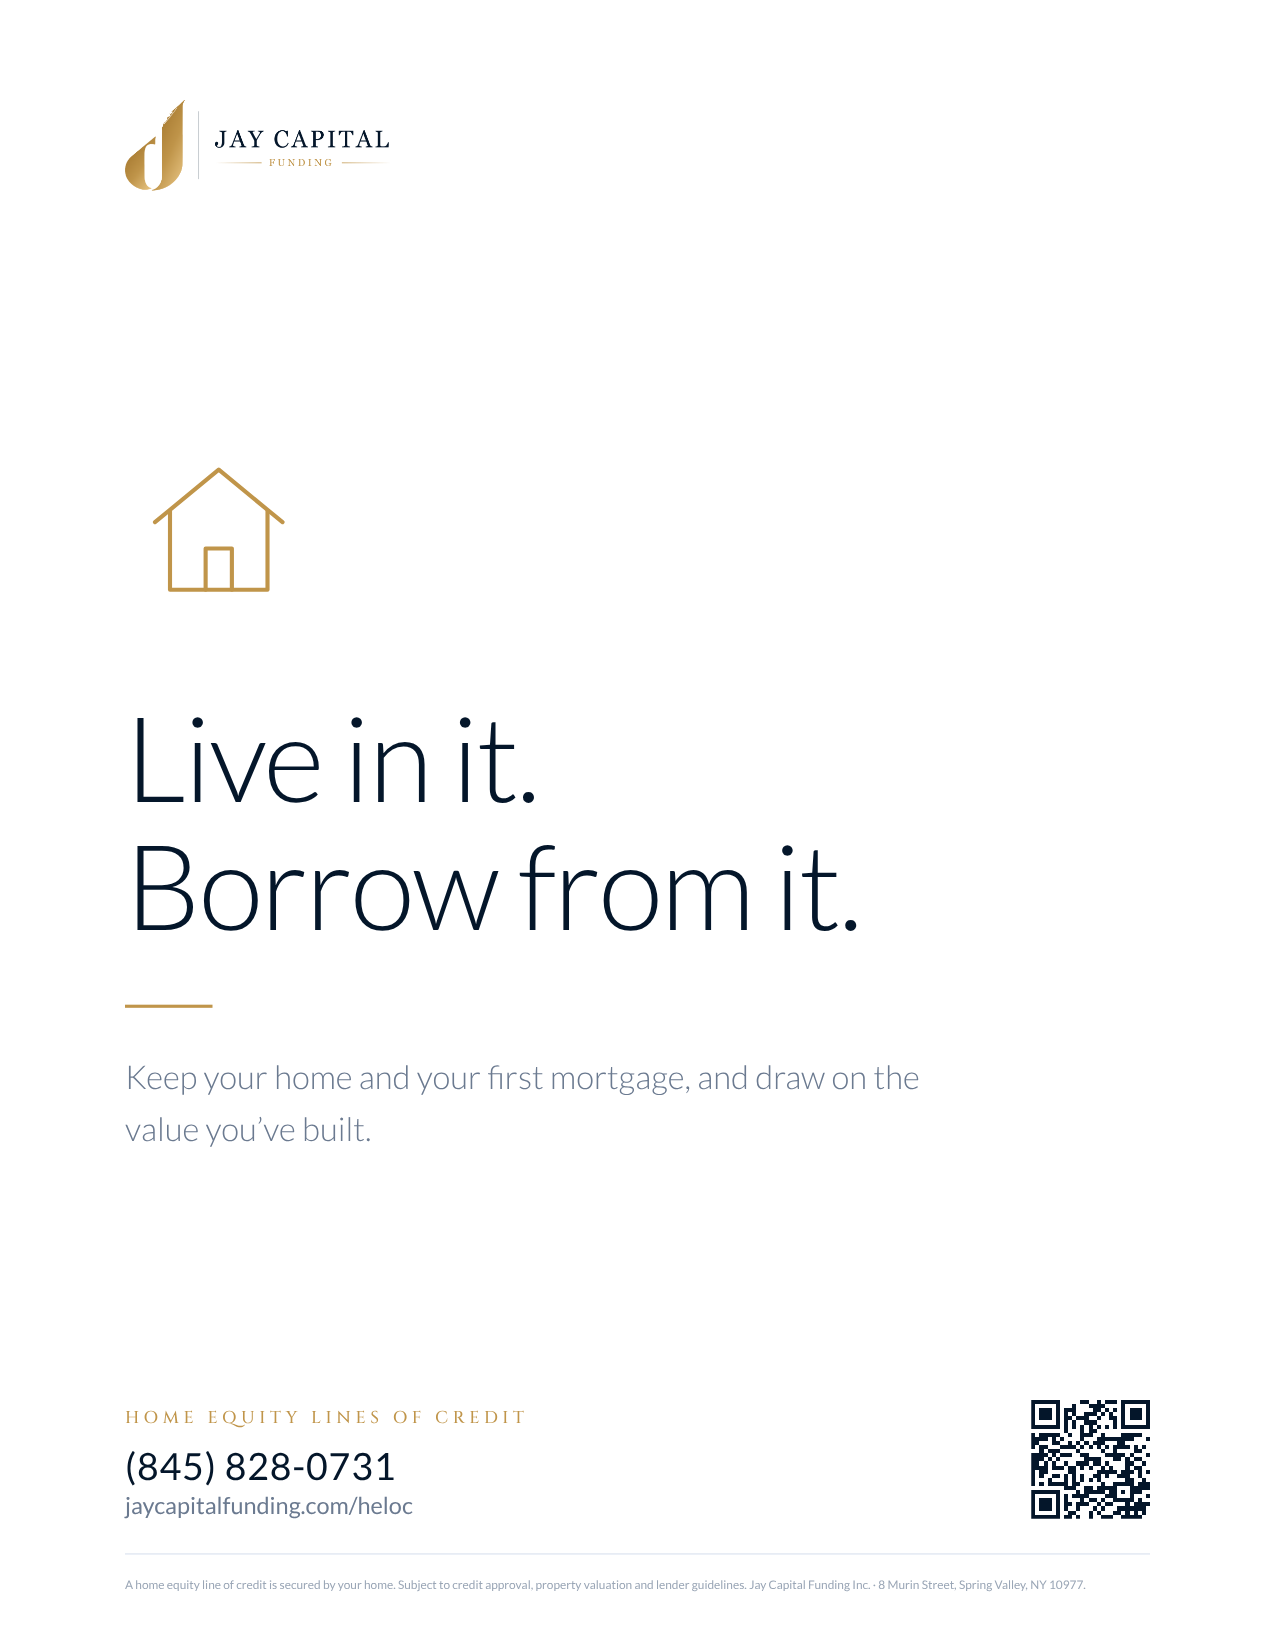 JAY CAPITAL
FUNDING
Live in it.
Borrow from it.
Keep your home and your first mortgage, and draw on the
value you’ve built.
HOME EQUITY LINES OF CREDIT
(845) 828-0731
jaycapitalfunding.com/heloc
A home equity line of credit is secured by your home. Subject to credit approval, property valuation and lender guidelines. Jay Capital Funding Inc. · 8 Murin Street, Spring Valley, NY 10977.